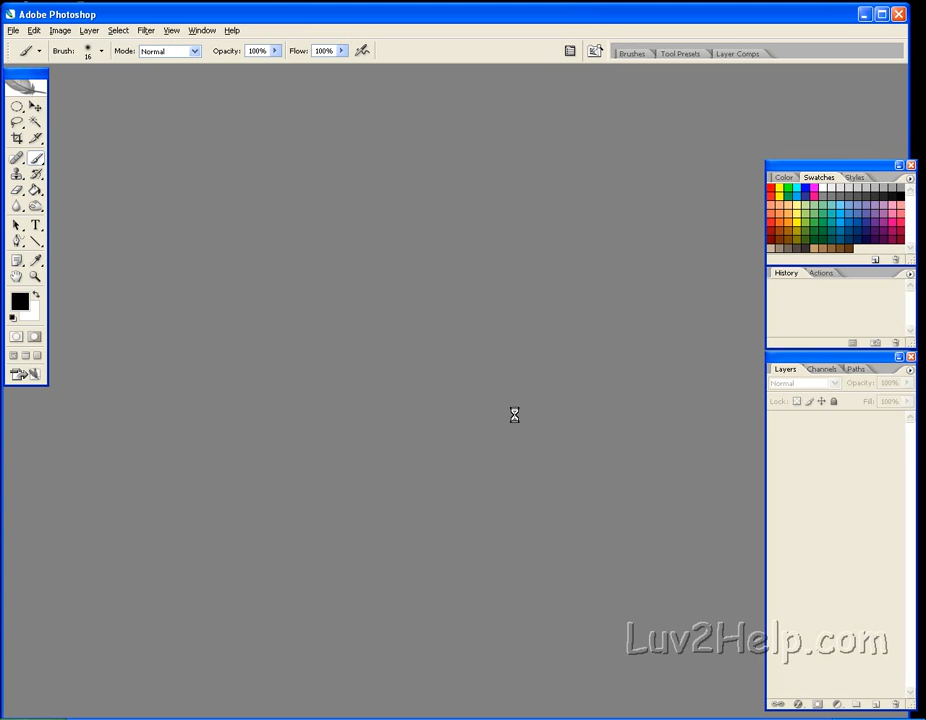 Adobe Photoshop
File Edit Image Layer Select Filter View Window Help
Brush: 16 Mode: Normal Opacity: 100% Flow: 100% Brushes Tool Presets Layer Comps
Color Swatches Styles
T
History Actions
Layers Channels Paths
Normal Opacity: 100%
Lock: Fill: 100%
Luv2Help.com